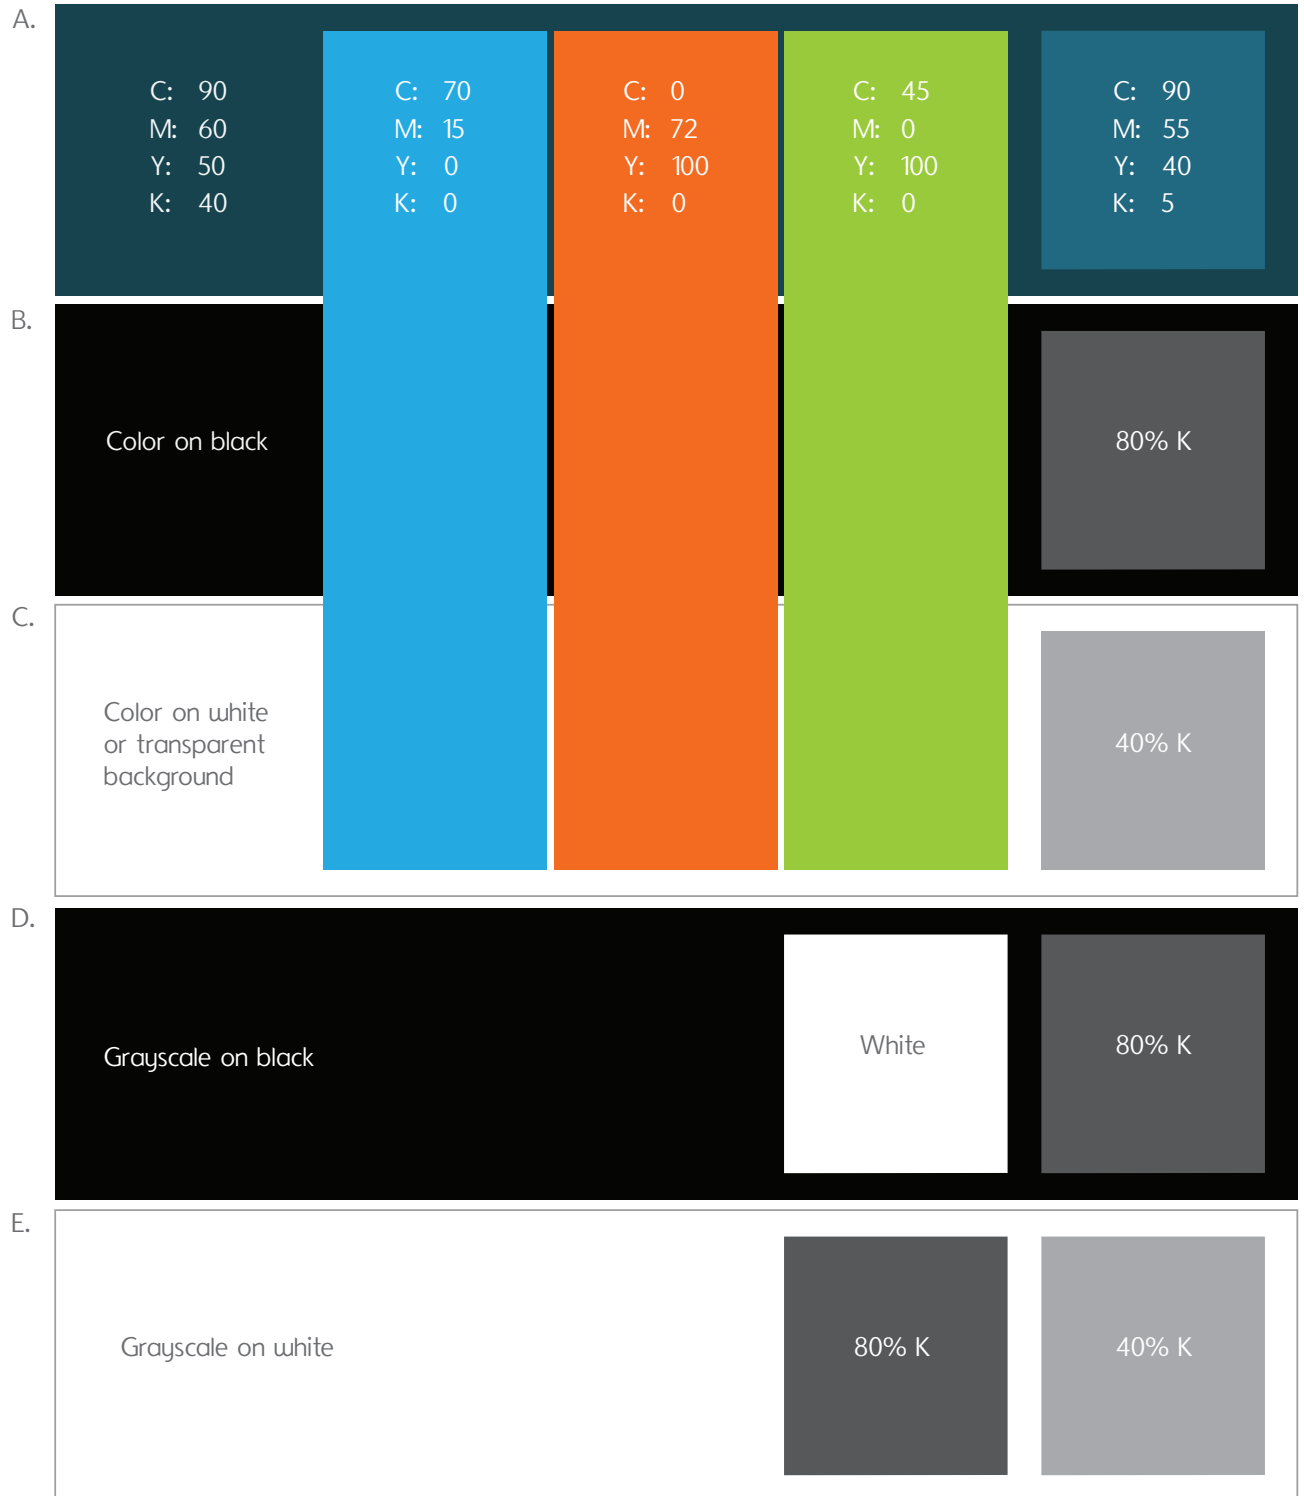 A.
C: 90
M: 60
Y: 50
K: 40
C: 70
M: 15
Y: 0
K: 0
C: 0
M: 72
Y: 100
K: 0
C: 45
M: 0
Y: 100
K: 0
C: 90
M: 55
Y: 40
K: 5
B.
Color on black
80% K
C.
Color on white
or transparent
background
40% K
D.
Grayscale on black
White
80% K
E.
Grayscale on white
80% K
40% K